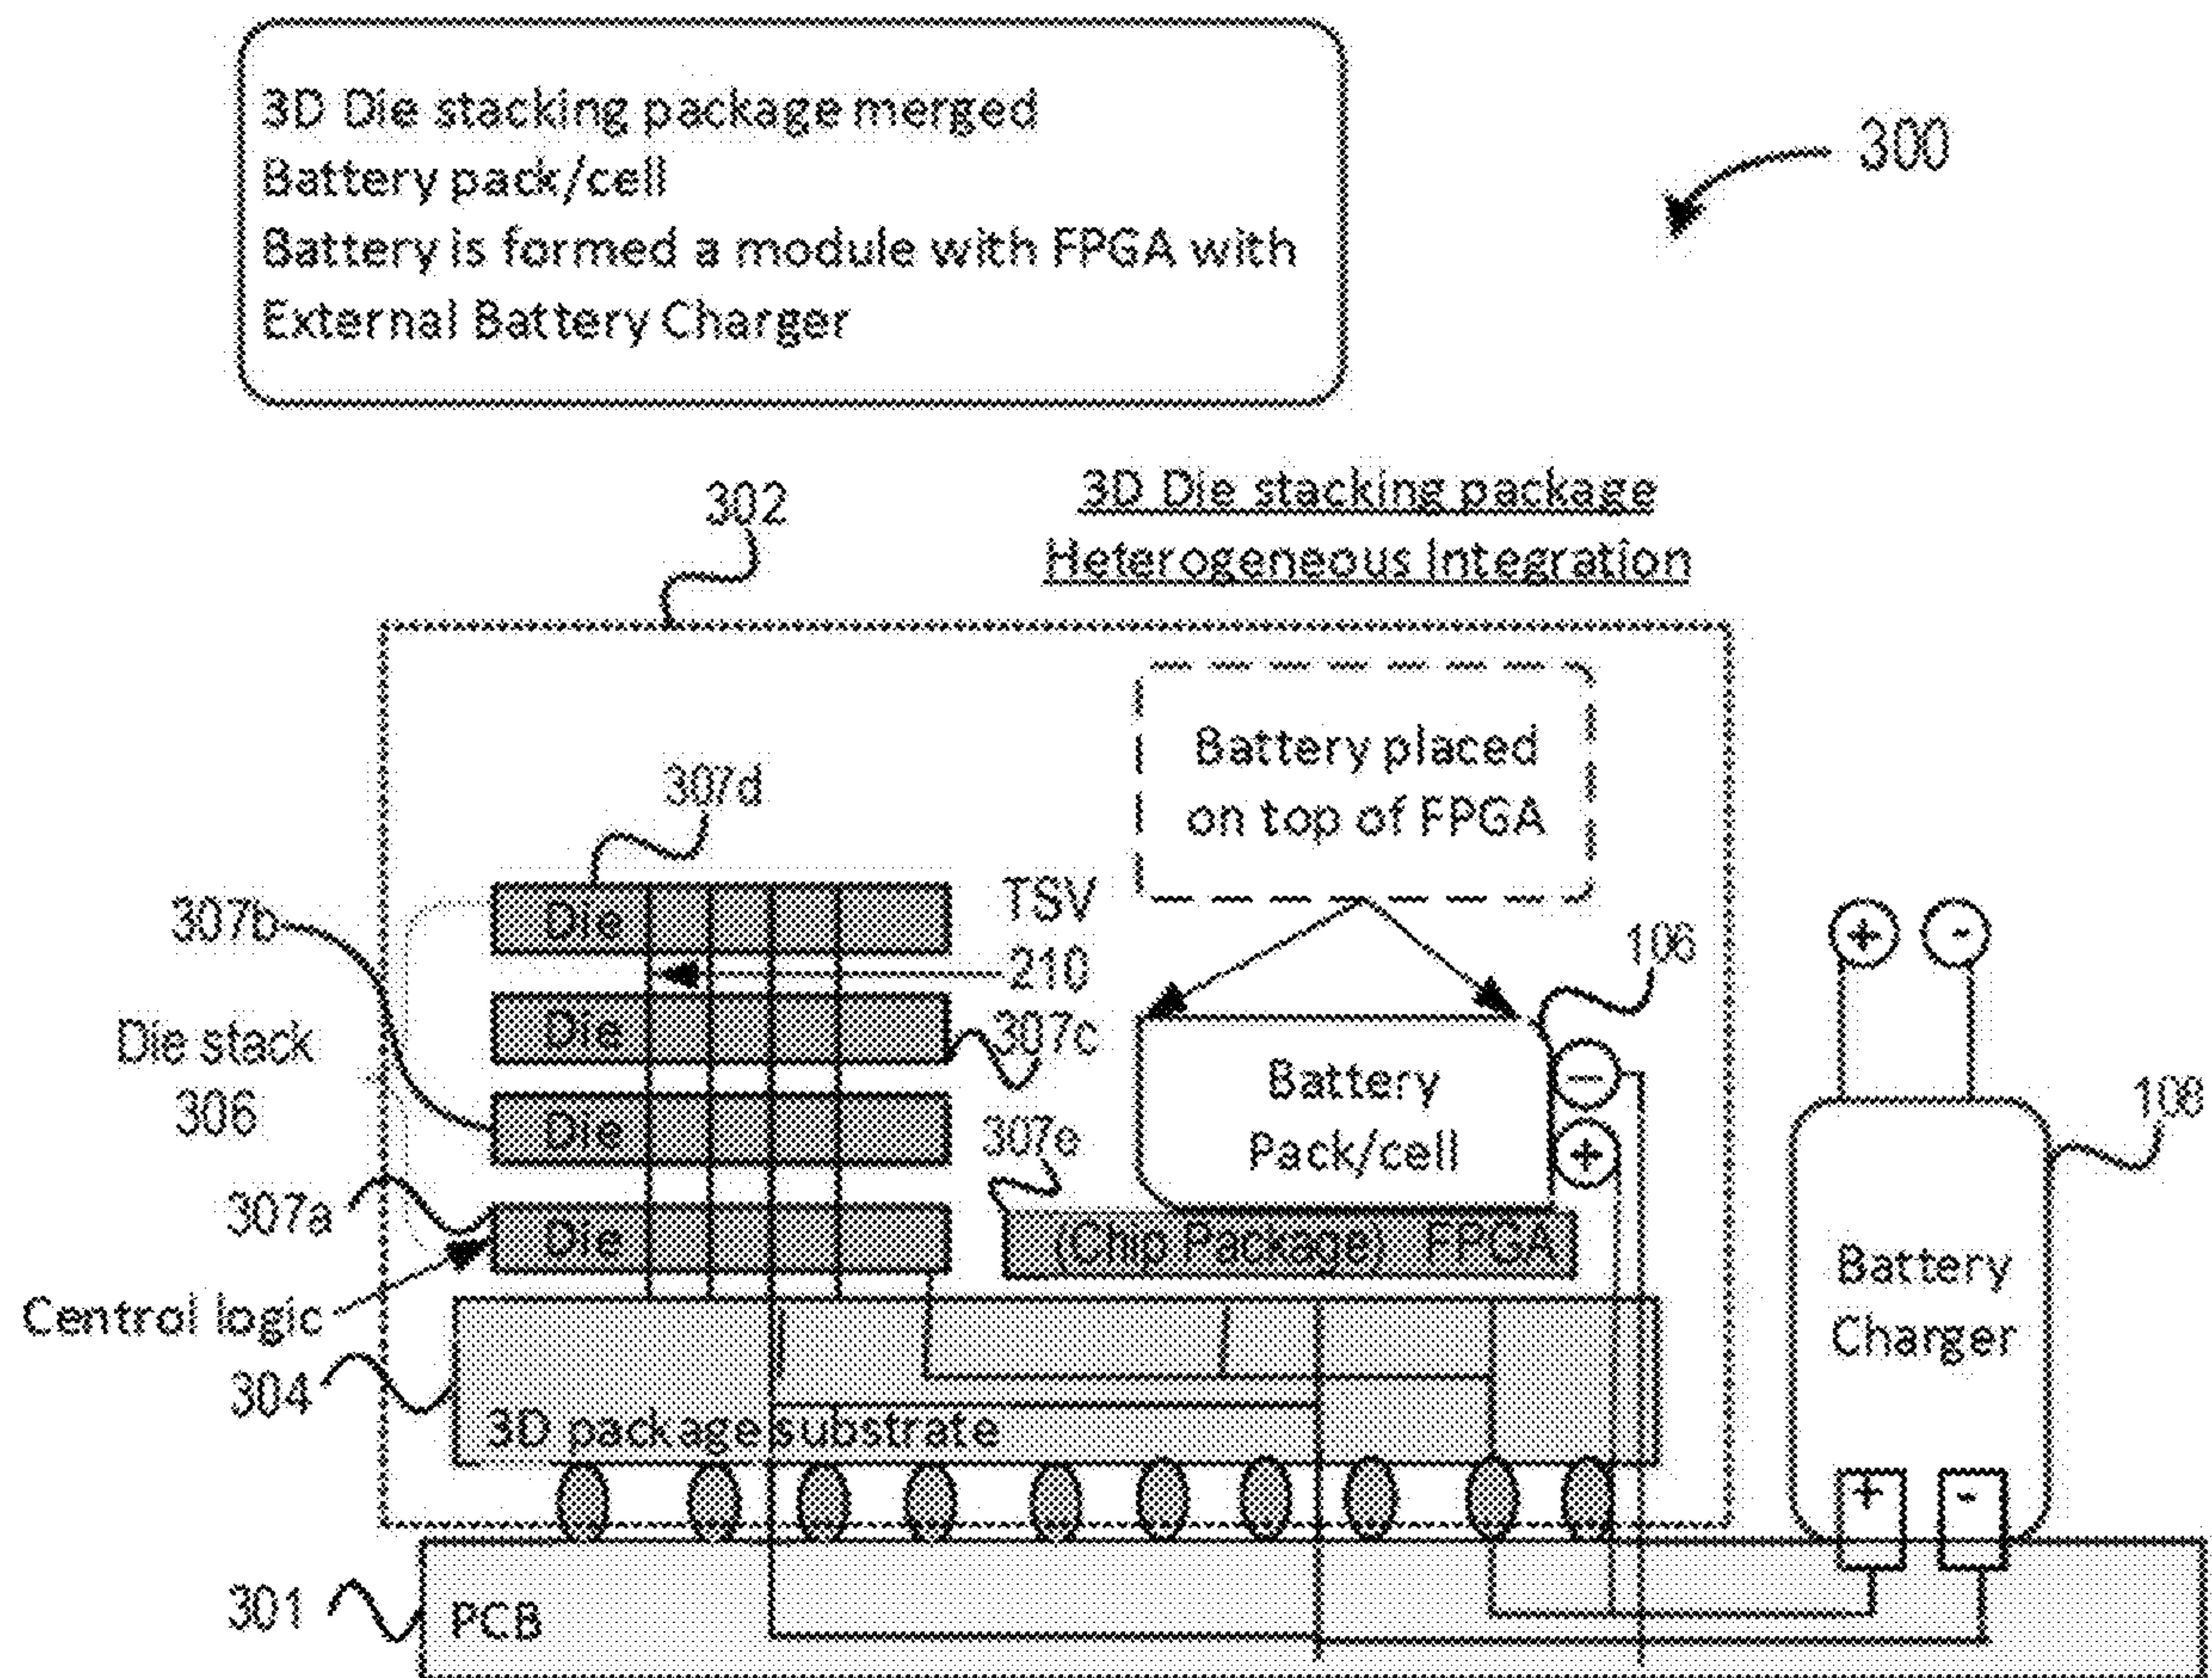 3D Die stacking package merged
Battery pack/cell
Battery is formed a module with FPGA with
External Battery Charger
300
302
3D Die stacking package
Heterogeneous Integration
Battery placed
on top of FPGA
307d
307b
Die
TSV
210
106
+
-
Die stack
306
Die
307c
Battery
Pack/cell
-
+
108
Die
307e
307a
Die
(Chip Package) FPGA
Battery
Charger
Central logic
304
3D package substrate
+
-
301
PCB